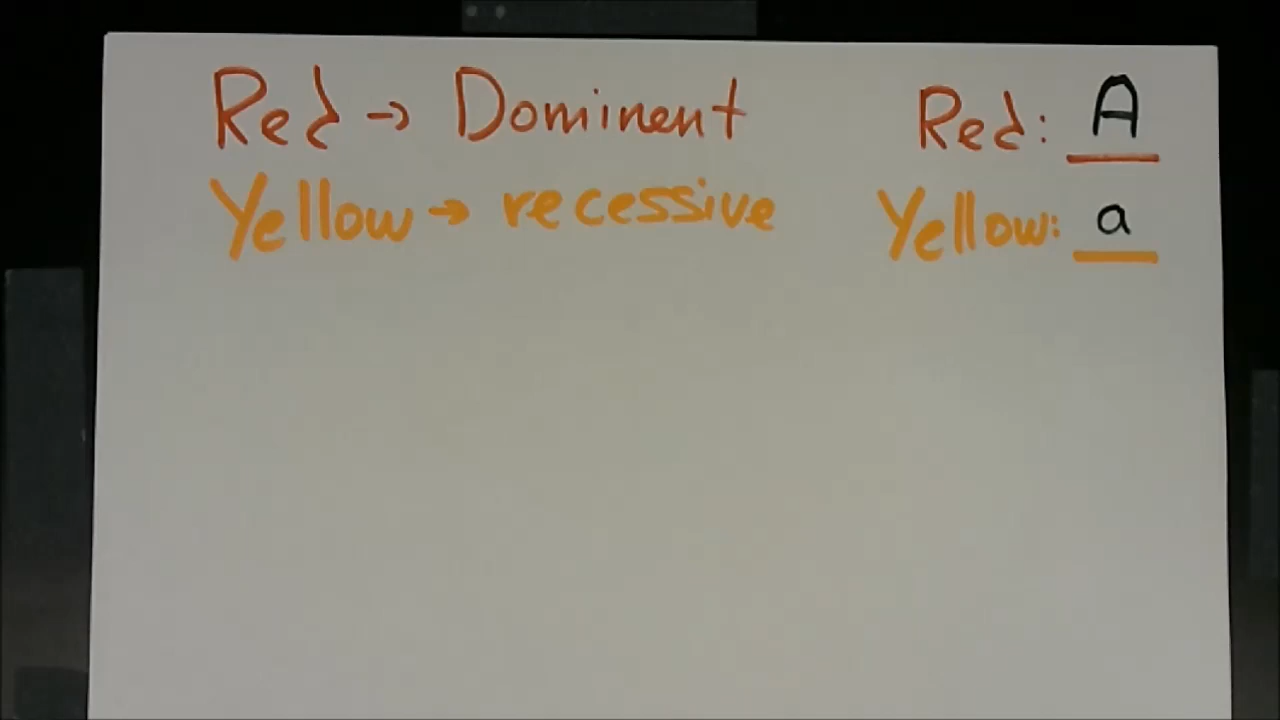 Red → Dominent
Yellow → recessive
Red: A
Yellow: a